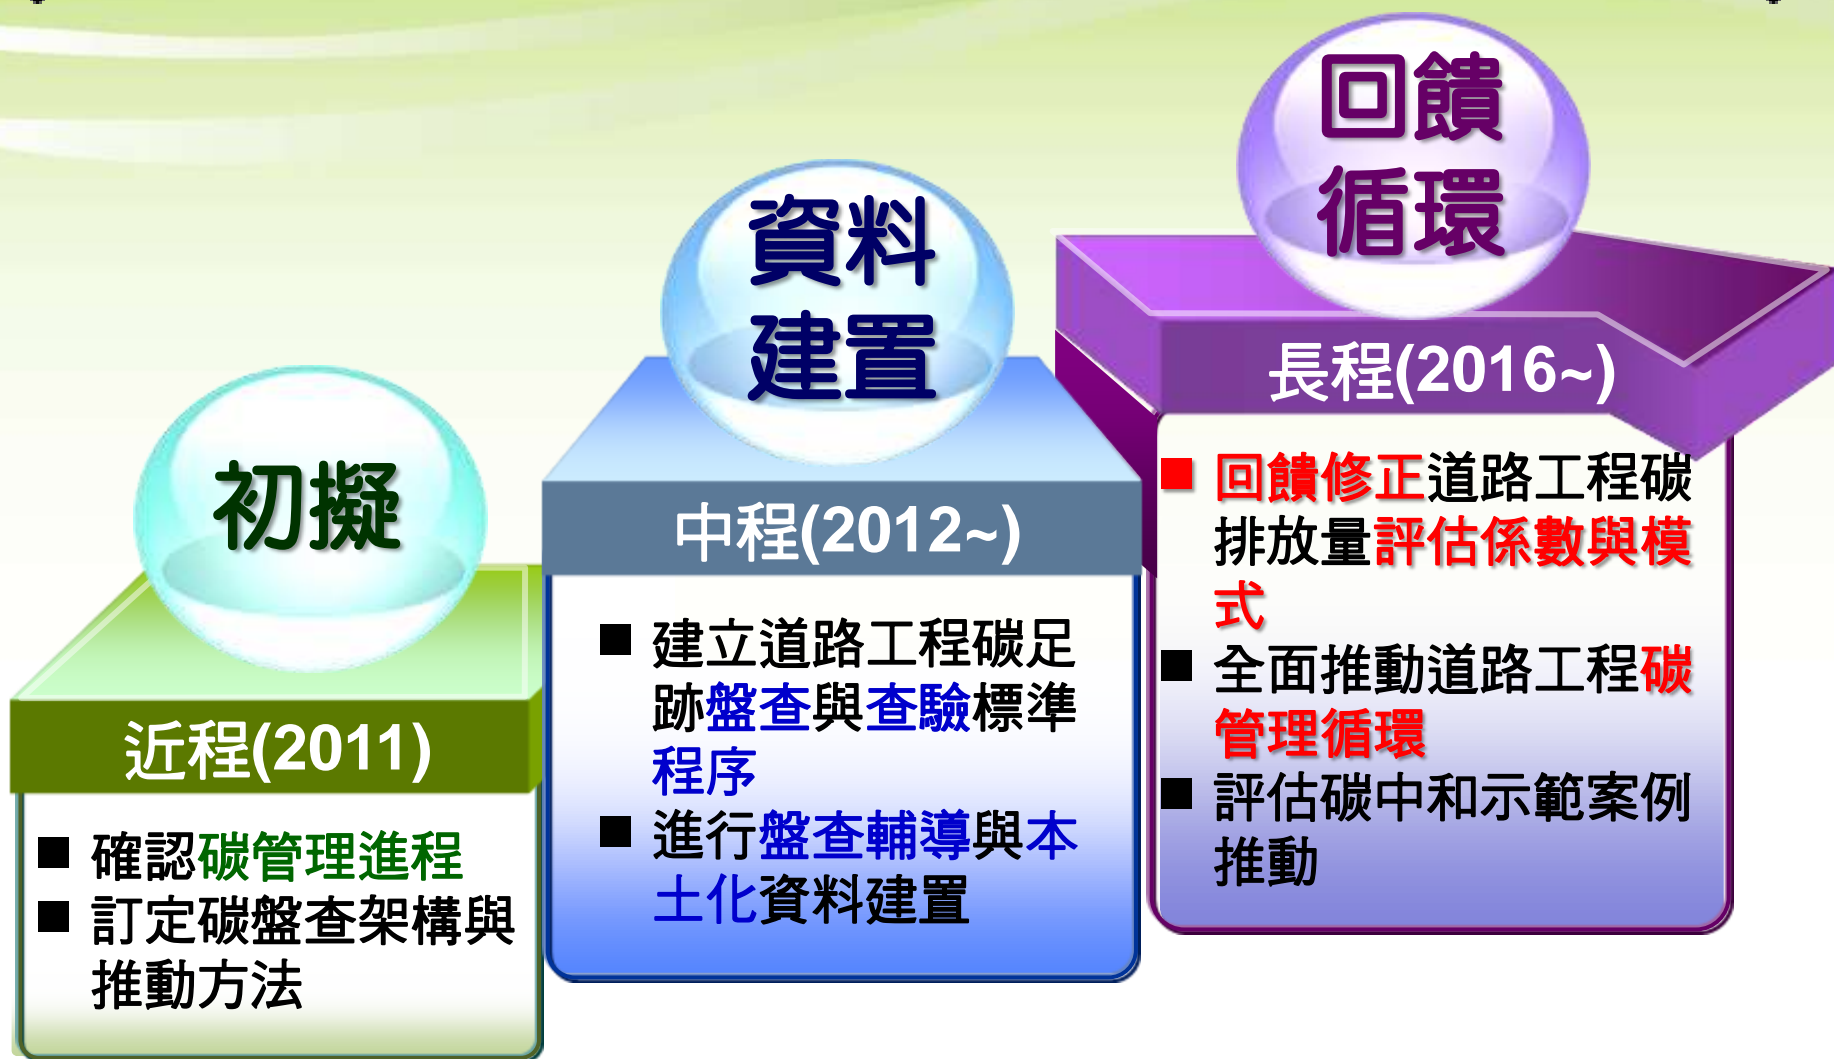 初擬
近程(2011)
■ 確認碳管理進程
■ 訂定碳盤查架構與
推動方法
資料
建置
中程(2012~)
■ 建立道路工程碳足
跡盤查與查驗標準
程序
■ 進行盤查輔導與本
土化資料建置
回饋
循環
長程(2016~)
■ 回饋修正道路工程碳
排放量評估係數與模
式
■ 全面推動道路工程碳
管理循環
■ 評估碳中和示範案例
推動